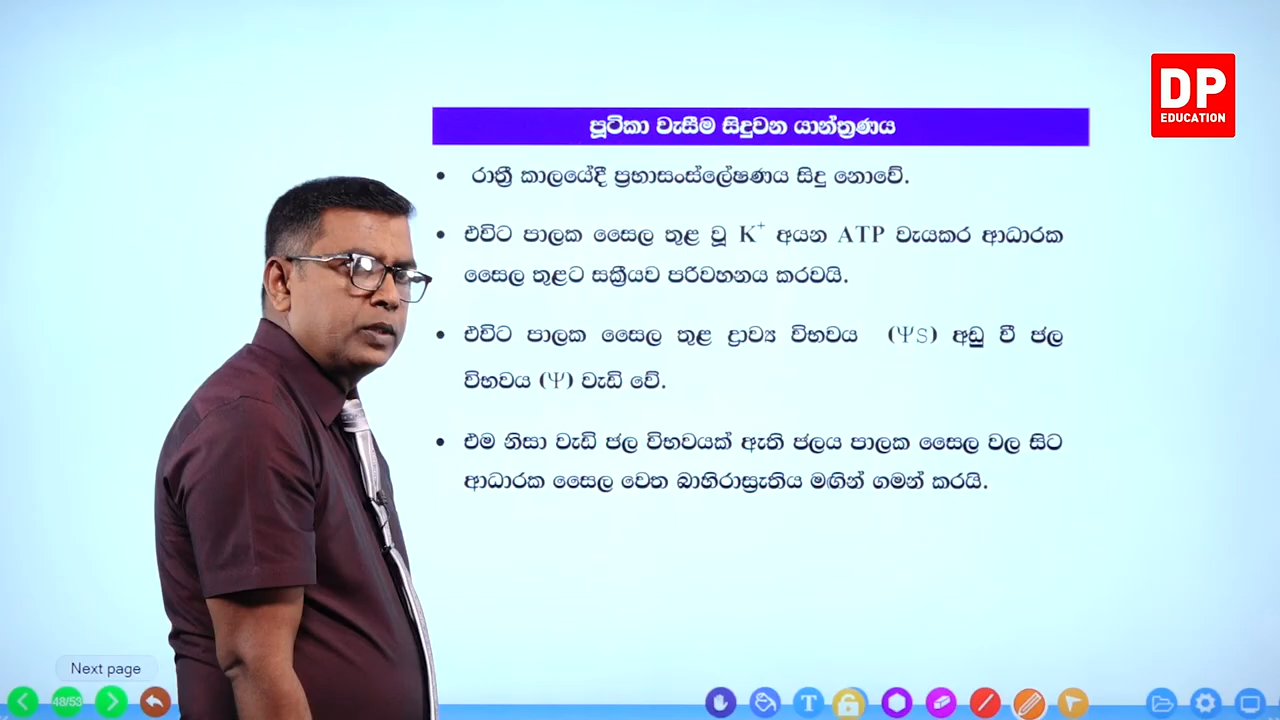 DP
EDUCATION
පූටිකා වැසීම සිදුවන යාන්ත්‍රණය
• රාත්‍රී කාලයේදී ප්‍රභාසංස්ලේෂණය සිදු නොවේ.
• එවිට පාලක සෛල තුළ වූ K⁺ අයන ATP වැයකර ආධාරක
සෛල තුළට සක්‍රීයව පරිවහනය කරවයි.
• එවිට පාලක සෛල තුළ ද්‍රාව්‍ය විභවය (ΨS) අඩු වී ජල
විභවය (Ψ) වැඩි වේ.
• එම නිසා වැඩි ජල විභවයක් ඇති ජලය පාලක සෛල වල සිට
ආධාරක සෛල වෙත බාහිරාස්‍රැතිය මඟින් ගමන් කරයි.
Next page
48/53
T